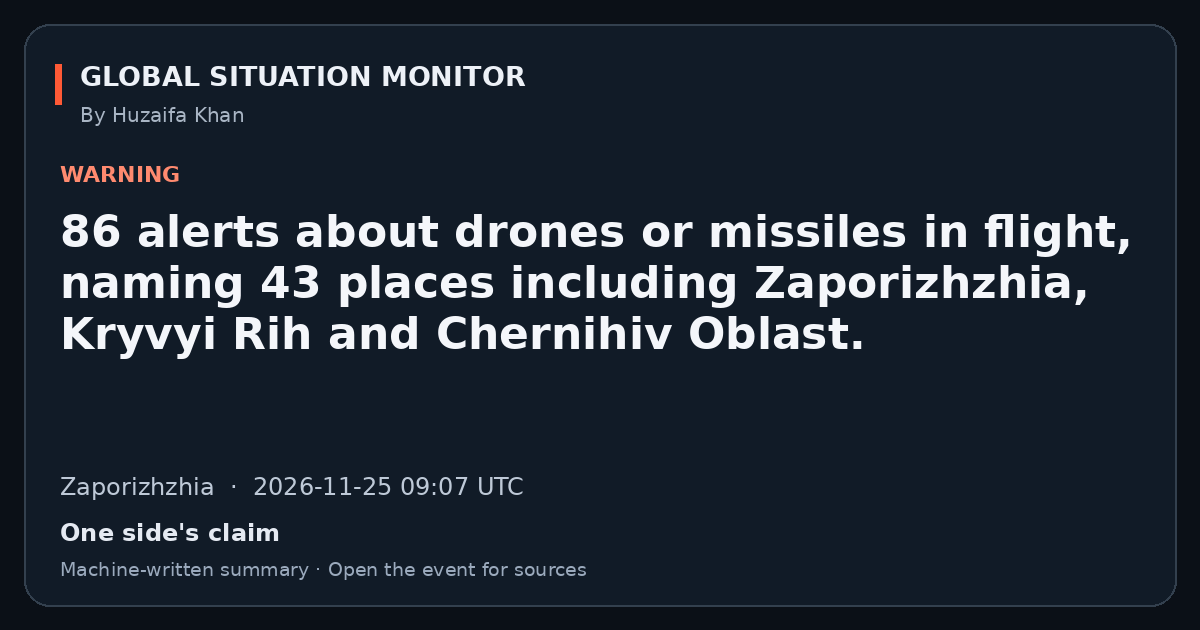 GLOBAL SITUATION MONITOR
By Huzaifa Khan
WARNING
86 alerts about drones or missiles in flight,
naming 43 places including Zaporizhzhia,
Kryvyi Rih and Chernihiv Oblast.
Zaporizhzhia · 2026-11-25 09:07 UTC
One side's claim
Machine-written summary · Open the event for sources